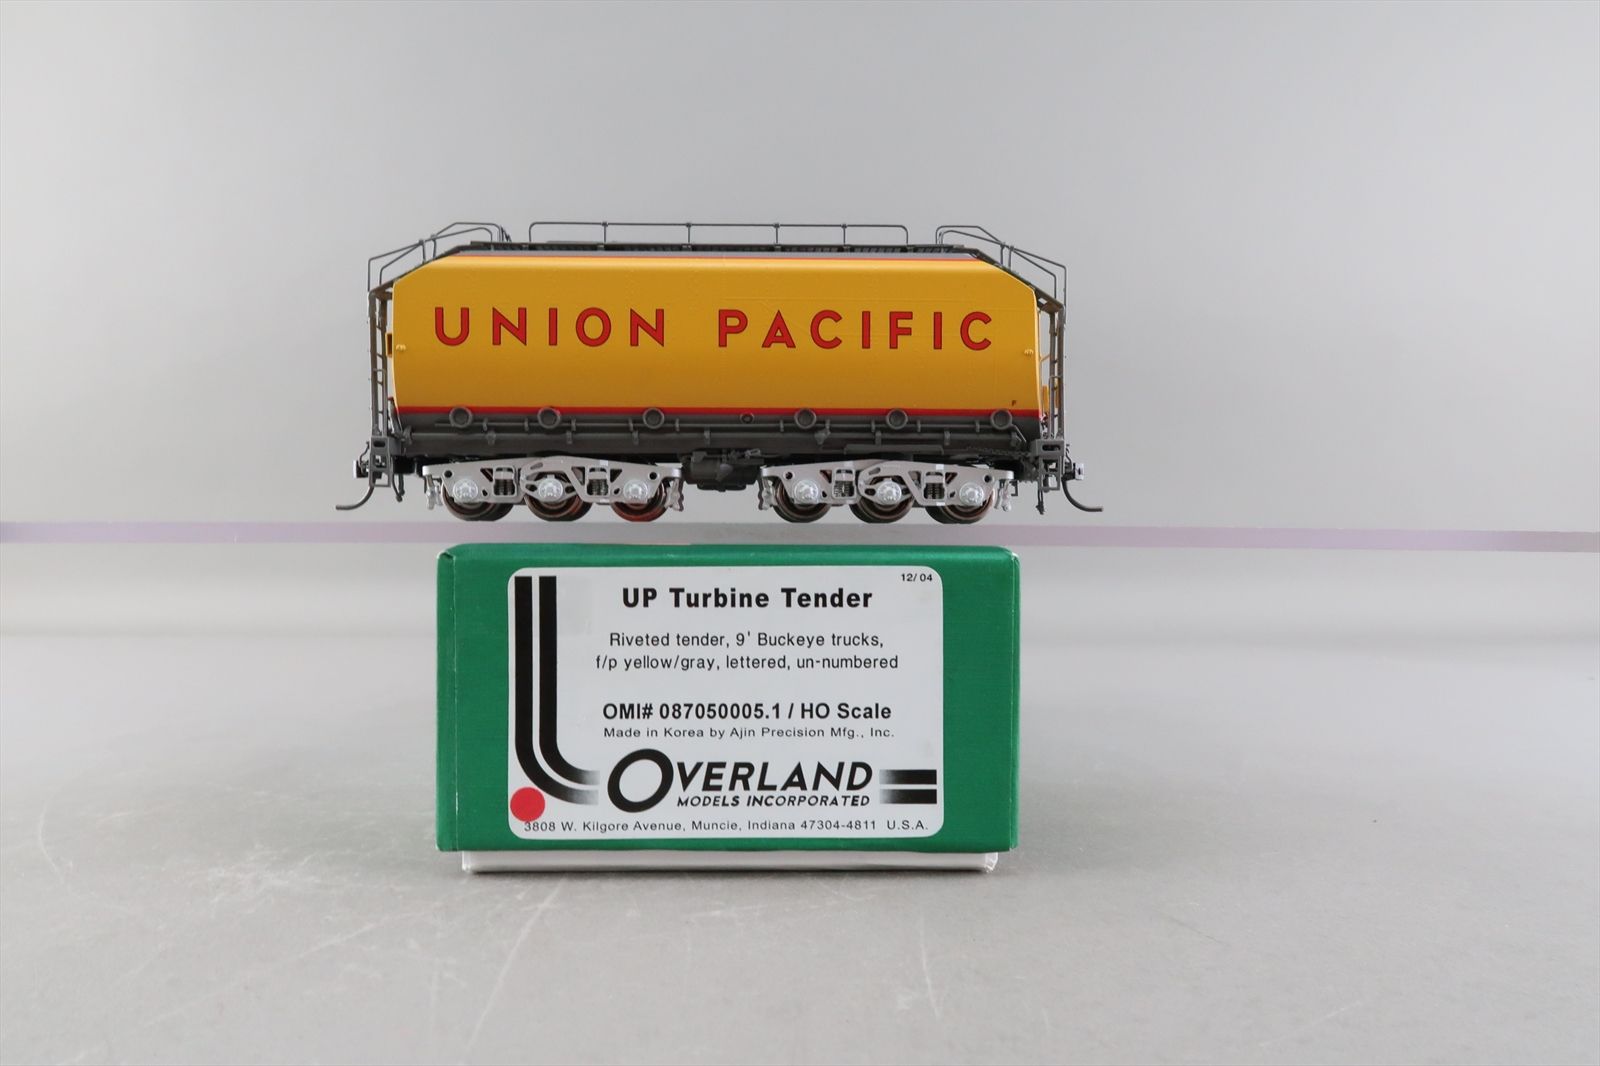 UNION PACIFIC
F
12/04
UP Turbine Tender
Riveted tender, 9' Buckeye trucks,
f/p yellow/gray, lettered, un-numbered
OMI# 087050005.1 / HO Scale
Made in Korea by Ajin Precision Mfg., Inc.
OVERLAND
MODELS INCORPORATED
3808 W. Kilgore Avenue, Muncie, Indiana 47304-4811 U.S.A.